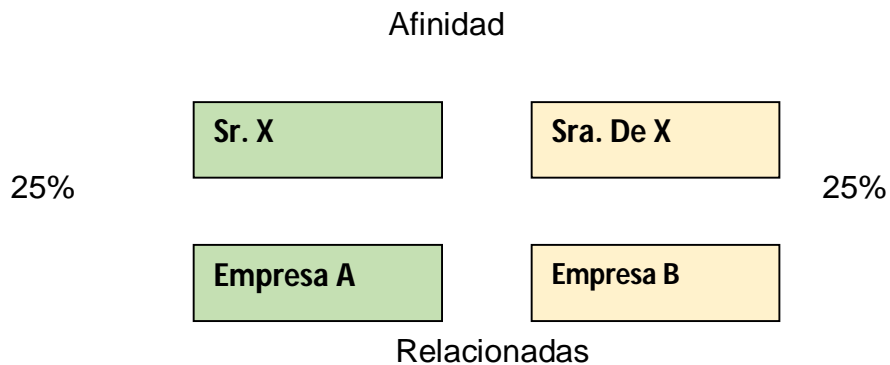 Afinidad
Sr. X
Sra. De X
25%
25%
Empresa A
Empresa B
Relacionadas